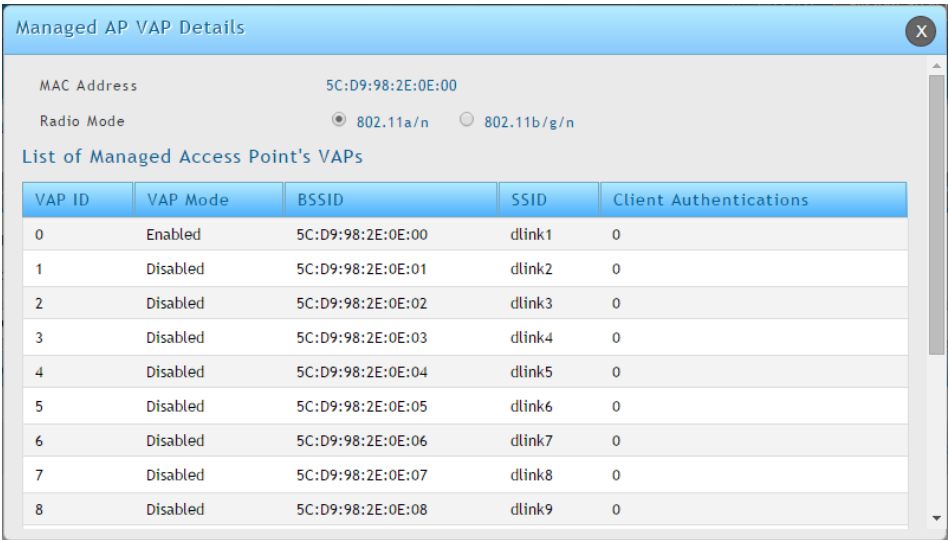 Managed AP VAP Details
X
MAC Address 5C:D9:98:2E:0E:00
Radio Mode 802.11a/n 802.11b/g/n
List of Managed Access Point's VAPs
VAP ID VAP Mode BSSID SSID Client Authentications
0 Enabled 5C:D9:98:2E:0E:00 dlink1 0
1 Disabled 5C:D9:98:2E:0E:01 dlink2 0
2 Disabled 5C:D9:98:2E:0E:02 dlink3 0
3 Disabled 5C:D9:98:2E:0E:03 dlink4 0
4 Disabled 5C:D9:98:2E:0E:04 dlink5 0
5 Disabled 5C:D9:98:2E:0E:05 dlink6 0
6 Disabled 5C:D9:98:2E:0E:06 dlink7 0
7 Disabled 5C:D9:98:2E:0E:07 dlink8 0
8 Disabled 5C:D9:98:2E:0E:08 dlink9 0